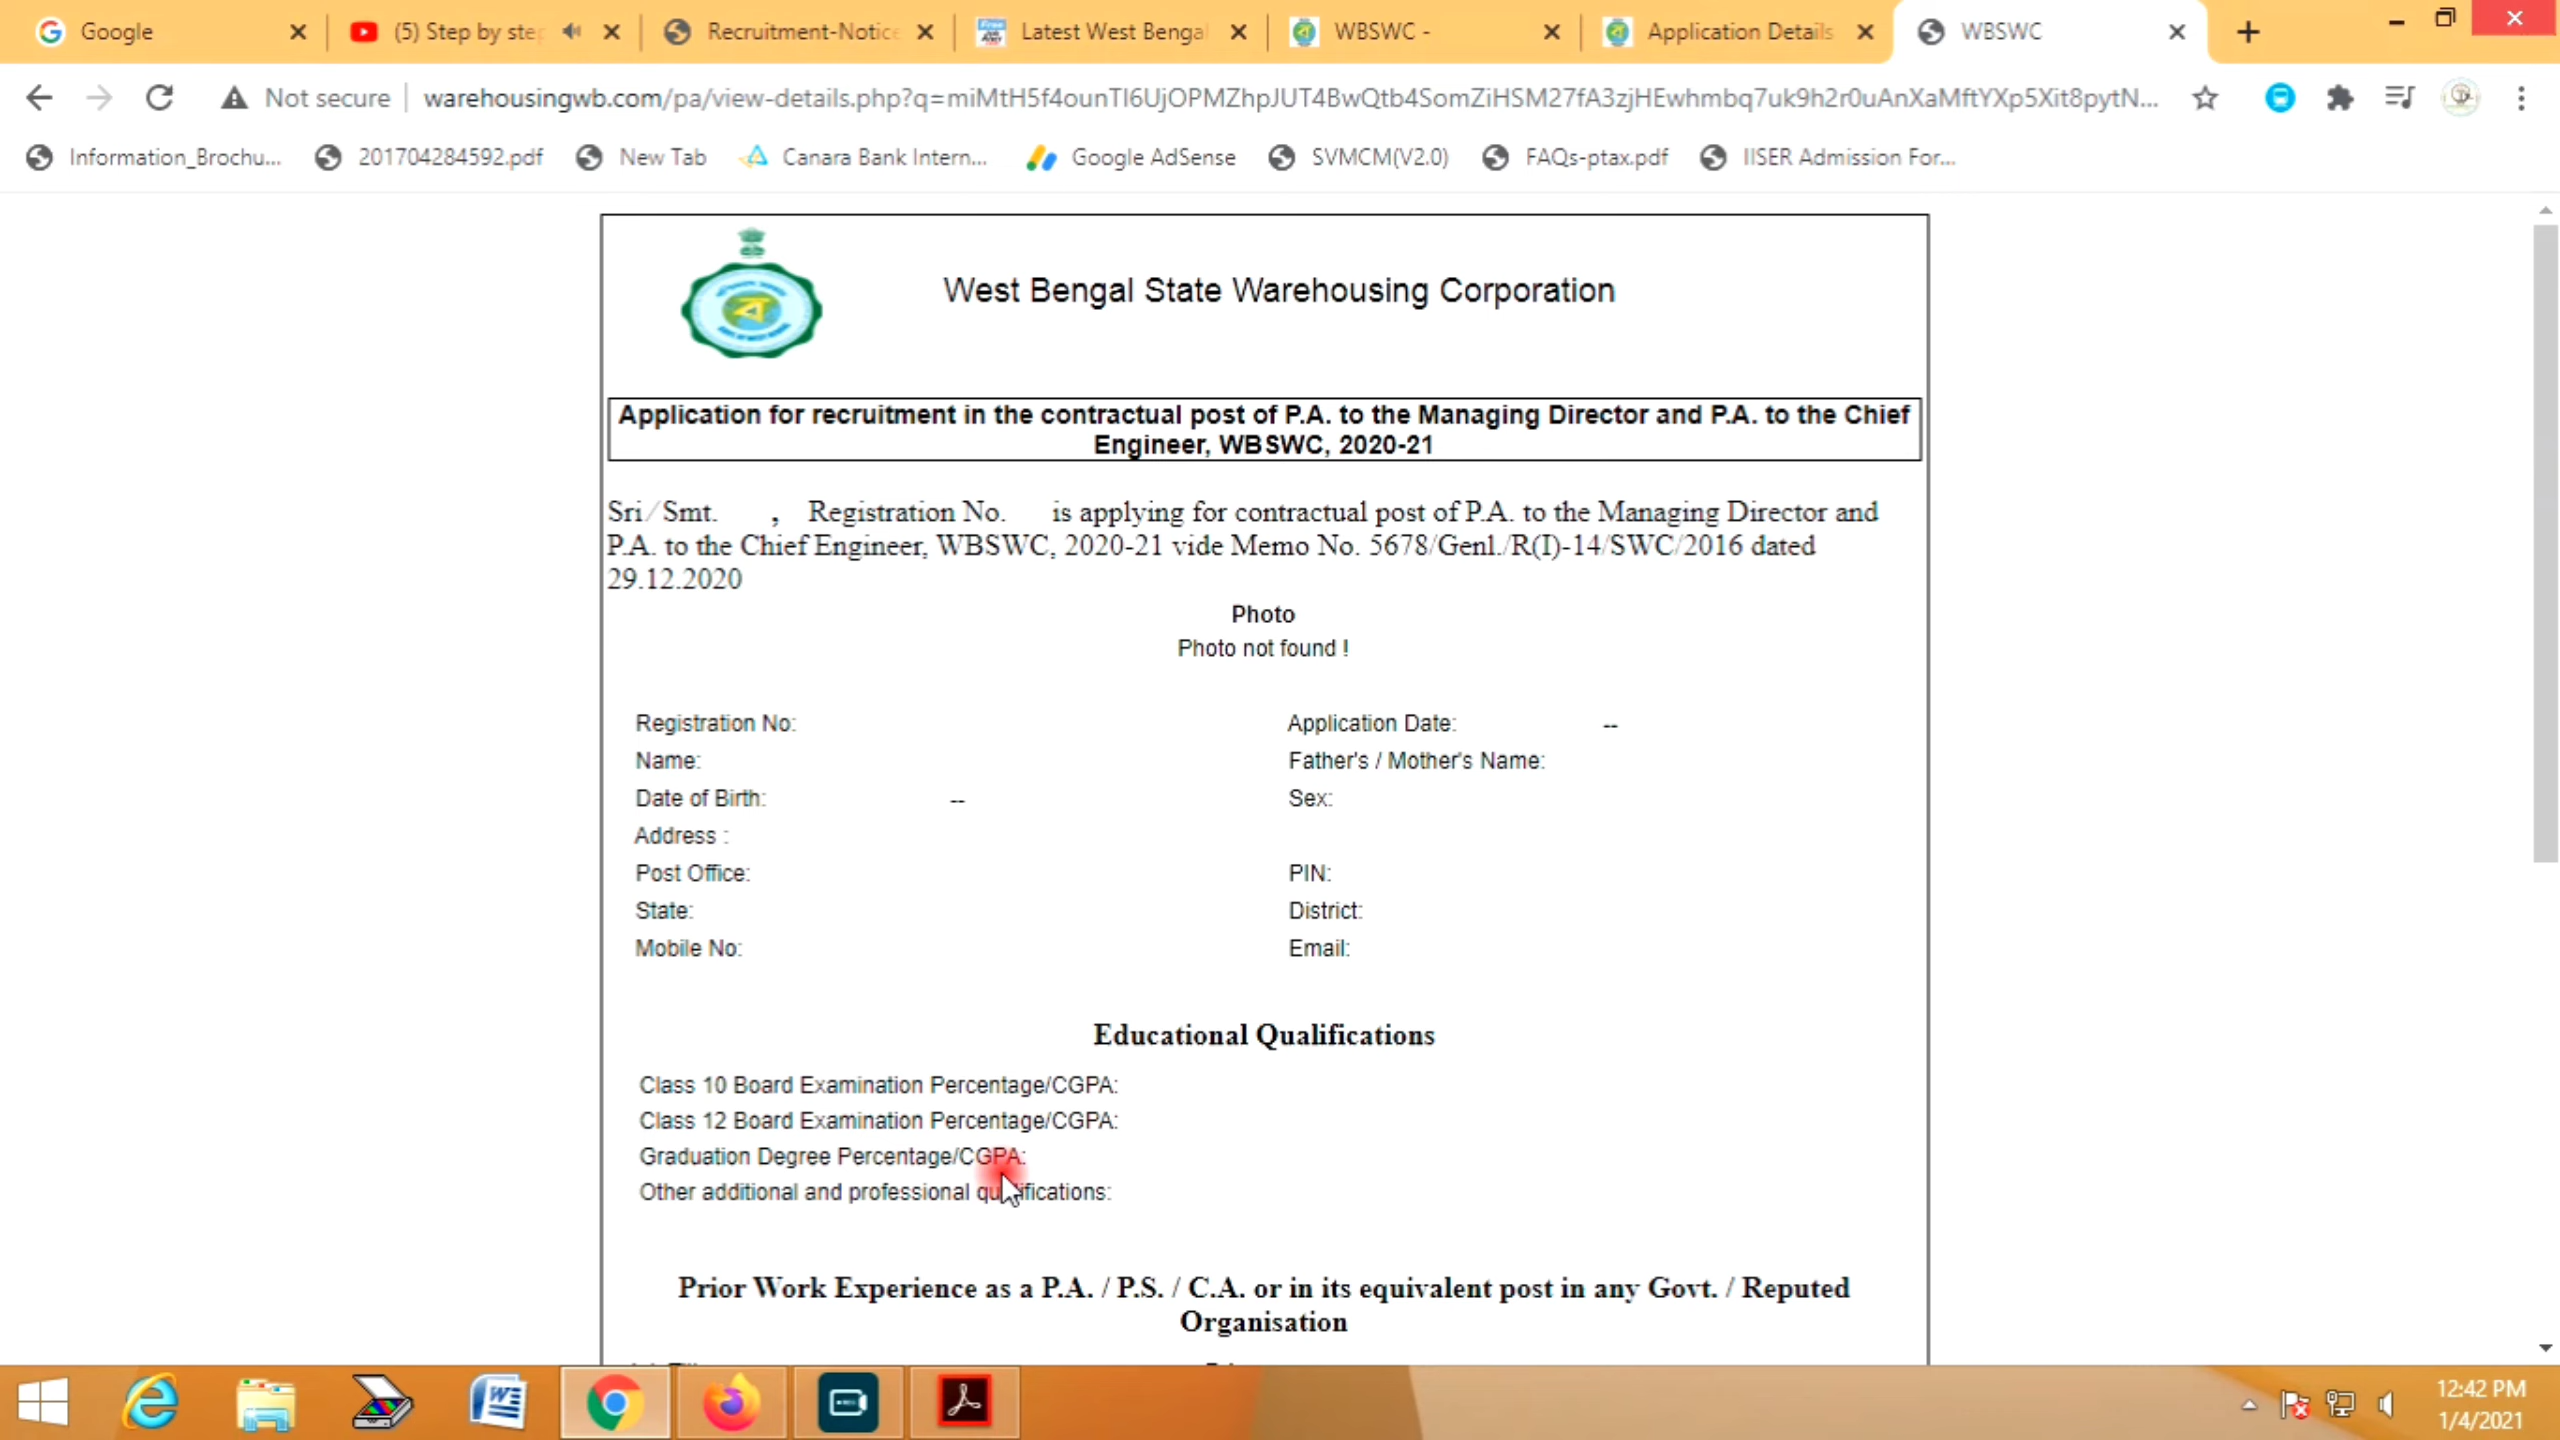 Google
(5) Step by step
Recruitment-Notice
Latest West Bengal
WBSWC -
Application Details
WBSWC
Not secure
warehousingwb.com/pa/view-details.php?q=miMtH5f4ounTI6UjOPMZhpJUT4BwQtb4SomZiHSM27fA3zjHEwhmbq7uk9h2r0uAnXaMftYXp5Xit8pytN...
Information_Brochu...
201704284592.pdf
New Tab
Canara Bank Intern...
Google AdSense
SVMCM(V2.0)
FAQs-ptax.pdf
IISER Admission For...
West Bengal State Warehousing Corporation
Application for recruitment in the contractual post of P.A. to the Managing Director and P.A. to the Chief
Engineer, WBSWC, 2020-21
Sri/Smt. , Registration No. is applying for contractual post of P.A. to the Managing Director and
P.A. to the Chief Engineer, WBSWC, 2020-21 vide Memo No. 5678/Genl./R(I)-14/SWC/2016 dated
29.12.2020
Photo
Photo not found !
Registration No: Application Date: --
Name: Father's / Mother's Name:
Date of Birth: -- Sex:
Address :
Post Office: PIN:
State: District:
Mobile No: Email:
Educational Qualifications
Class 10 Board Examination Percentage/CGPA:
Class 12 Board Examination Percentage/CGPA:
Graduation Degree Percentage/CGPA:
Other additional and professional qualifications:
Prior Work Experience as a P.A. / P.S. / C.A. or in its equivalent post in any Govt. / Reputed
Organisation
12:42 PM
1/4/2021